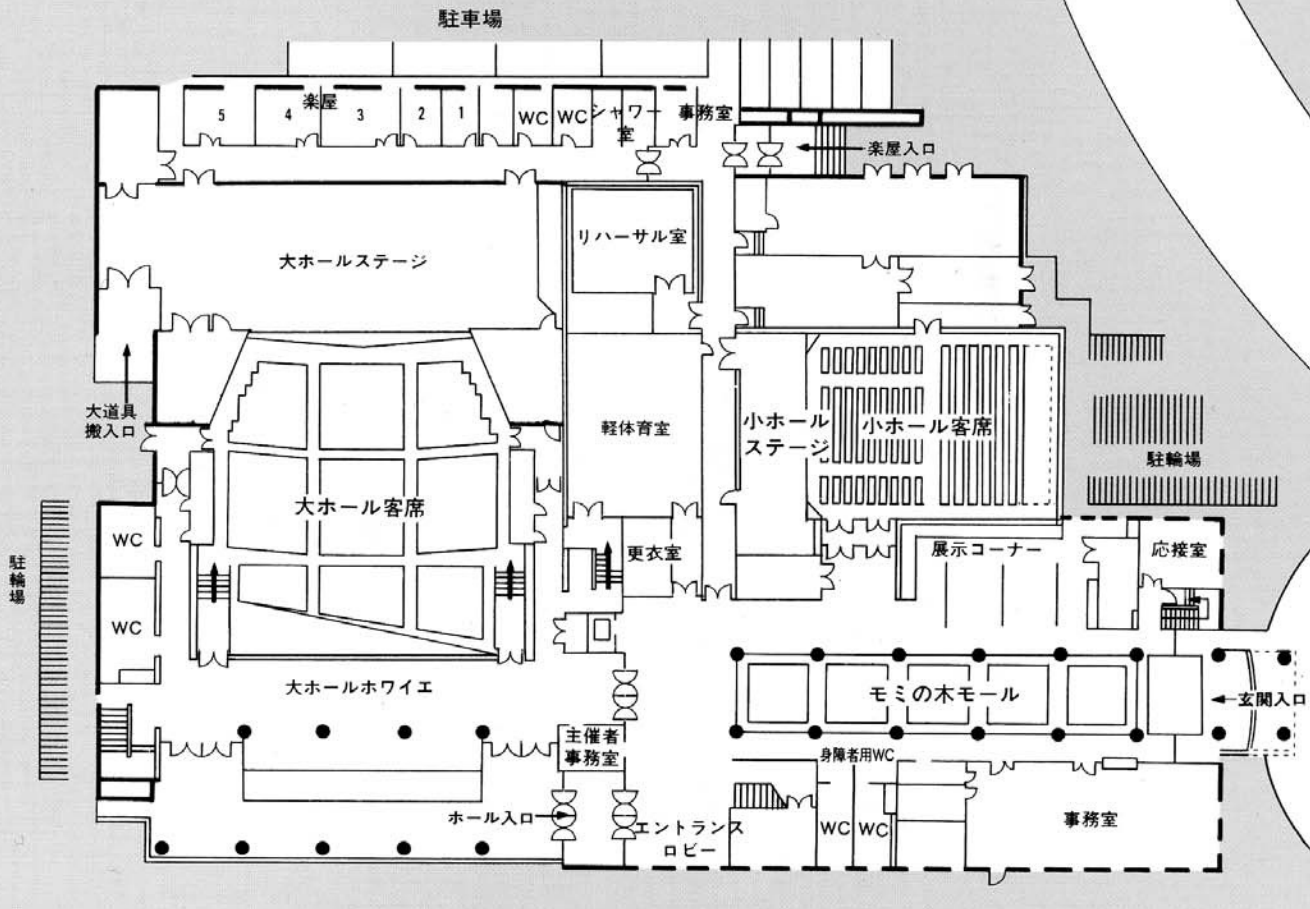 駐車場
楽屋
5
4
3
2
1
WC
WC
シャワー
室
事務室
楽屋入口
リハーサル室
大ホールステージ
大道具
搬入口
軽体育室
小ホール
ステージ
小ホール客席
駐輪場
大ホール客席
WC
更衣室
展示コーナー
応接室
駐輪場
WC
大ホールホワイエ
モミの木モール
玄関入口
主催者
事務室
身障者用WC
ホール入口
エントランス
ロビー
WC
WC
事務室